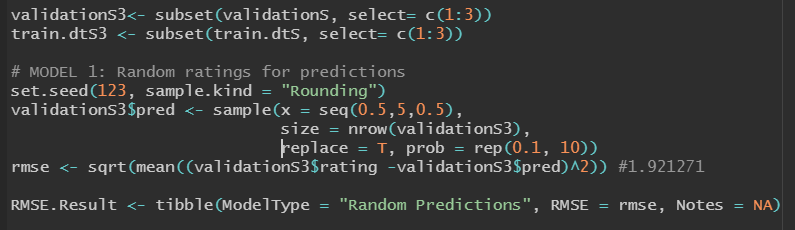 validationS3<- subset(validationS, select= c(1:3))
train.dtS3 <- subset(train.dtS, select= c(1:3))
# MODEL 1: Random ratings for predictions
set.seed(123, sample.kind = "Rounding")
validationS3$pred <- sample(x = seq(0.5,5,0.5),
size = nrow(validationS3),
replace = T, prob = rep(0.1, 10))
rmse <- sqrt(mean((validationS3$rating -validationS3$pred)^2)) #1.921271
RMSE.Result <- tibble(ModelType = "Random Predictions", RMSE = rmse, Notes = NA)